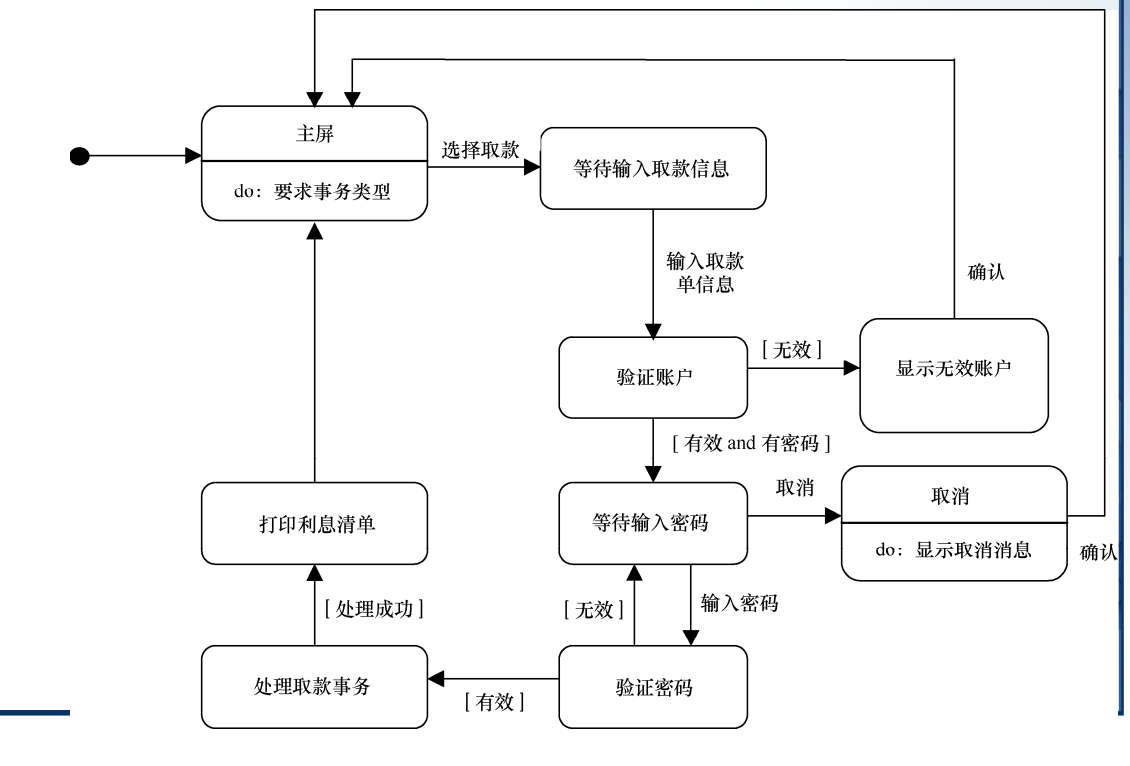 主屏
do：要求事务类型
选择取款
等待输入取款信息
输入取款
单信息
确认
验证账户
[ 无效 ]
显示无效账户
[ 有效 and 有密码 ]
等待输入密码
取消
取消
do：显示取消消息
确认
打印利息清单
[ 处理成功 ]
[ 无效 ]
输入密码
处理取款事务
[ 有效 ]
验证密码